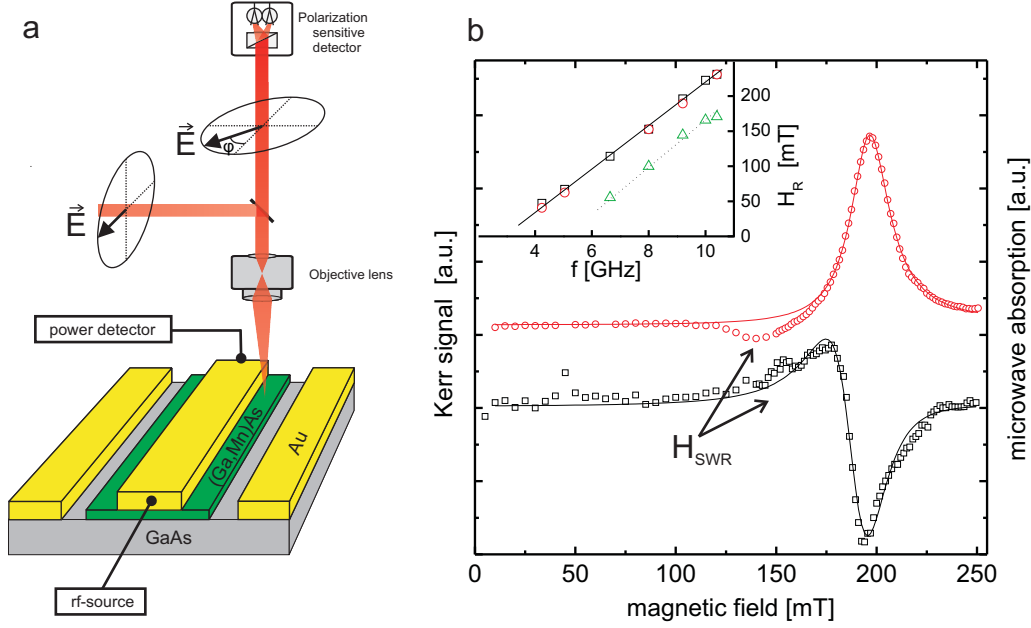 a
Polarization
sensitive
detector
E
φ
E
Objective lens
power detector
(Ga,Mn)As
Au
GaAs
rf-source
b
Kerr signal [a.u.]
microwave absorption [a.u.]
200
150
100
50
0
H_R [mT]
4 6 8 10
f [GHz]
H_SWR
0 50 100 150 200 250
magnetic field [mT]